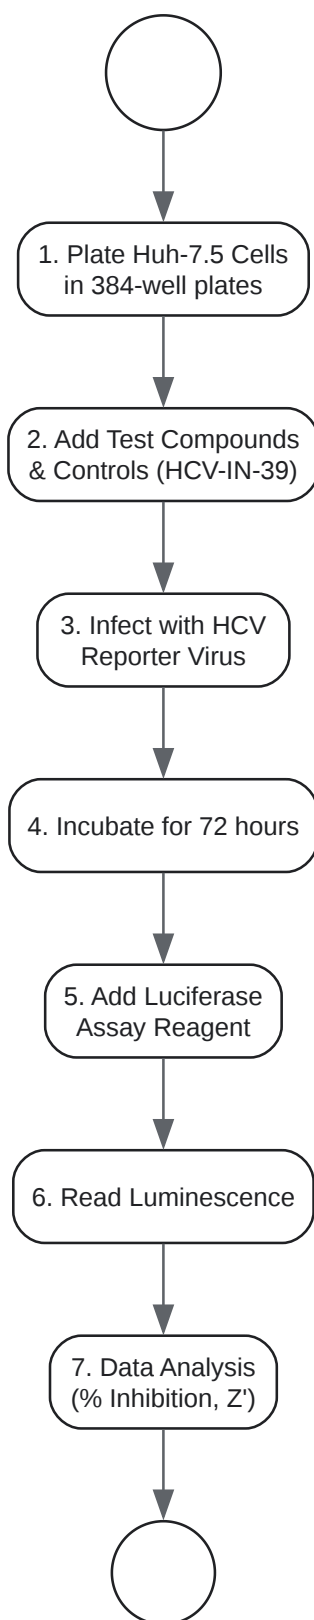 1. Plate Huh-7.5 Cells
in 384-well plates
2. Add Test Compounds
& Controls (HCV-IN-39)
3. Infect with HCV
Reporter Virus
4. Incubate for 72 hours
5. Add Luciferase
Assay Reagent
6. Read Luminescence
7. Data Analysis
(% Inhibition, Z')